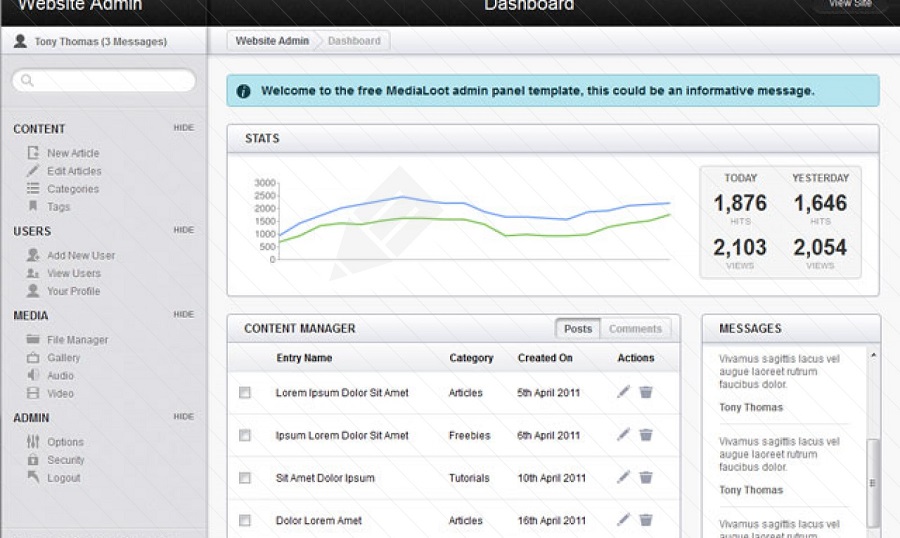 Website Admin
Dashboard
View Site
Tony Thomas (3 Messages)
Website Admin
Dashboard
Welcome to the free MediaLoot admin panel template, this could be an informative message.
CONTENT HIDE
New Article
Edit Articles
Categories
Tags
USERS HIDE
Add New User
View Users
Your Profile
MEDIA HIDE
File Manager
Gallery
Audio
Video
ADMIN HIDE
Options
Security
Logout
STATS
3000
2500
2000
1500
1000
500
0
TODAY YESTERDAY
1,876 1,646
HITS HITS
2,103 2,054
VIEWS VIEWS
CONTENT MANAGER Posts Comments
Entry Name Category Created On Actions
Lorem Ipsum Dolor Sit Amet Articles 5th April 2011
Ipsum Lorem Dolor Sit Amet Freebies 6th April 2011
Sit Amet Dolor Ipsum Tutorials 10th April 2011
Dolor Lorem Amet Articles 16th April 2011
MESSAGES
Vivamus sagittis lacus vel
augue laoreet rutrum
faucibus dolor.
Tony Thomas
Vivamus sagittis lacus vel
augue laoreet rutrum
faucibus dolor.
Tony Thomas
Vivamus sagittis lacus vel
augue laoreet rutrum